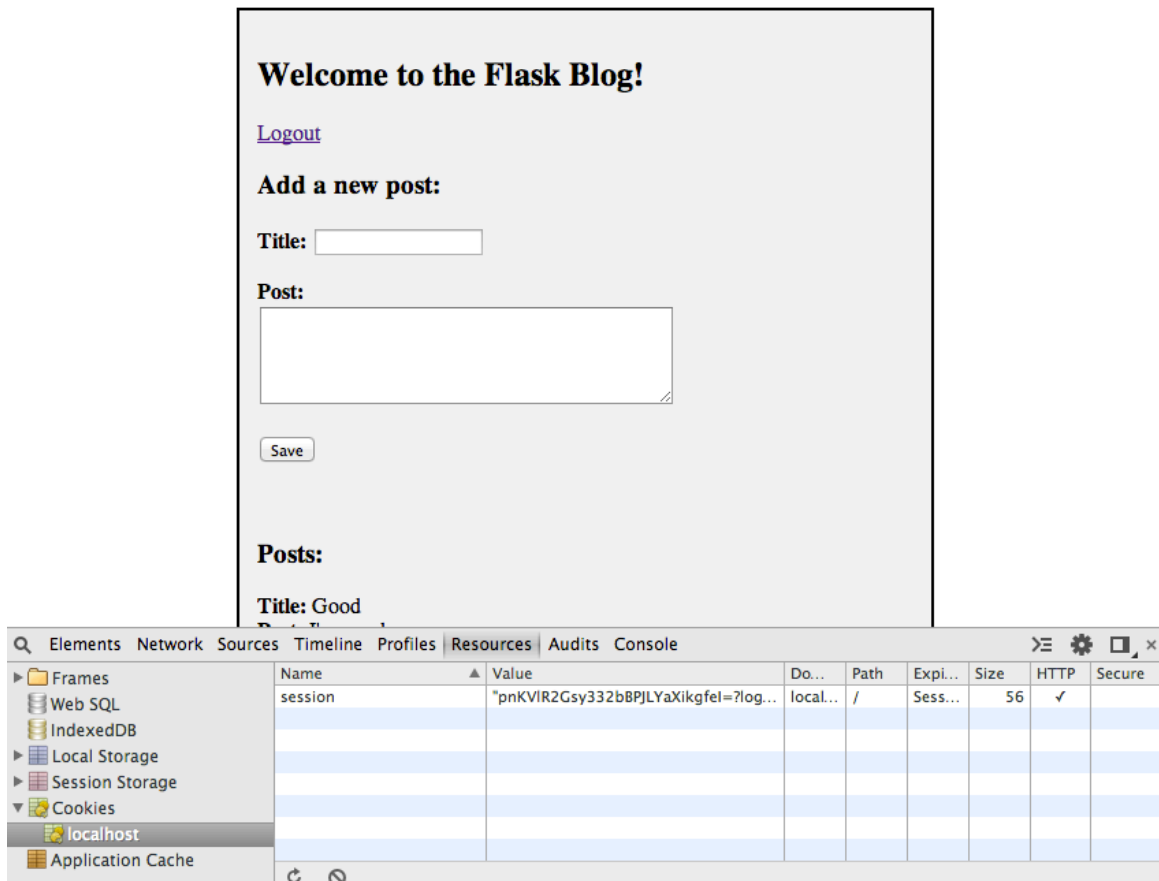 Welcome to the Flask Blog!
Logout
Add a new post:
Title:
Post:
Save
Posts:
Title: Good
Elements Network Sources Timeline Profiles Resources Audits Console
Frames
Web SQL
IndexedDB
Local Storage
Session Storage
Cookies
localhost
Application Cache
Name Value Do... Path Expi... Size HTTP Secure
session "pnKVlR2Gsy332bBPJLYaXikgfeI=?log... local... / Sess... 56 ✓